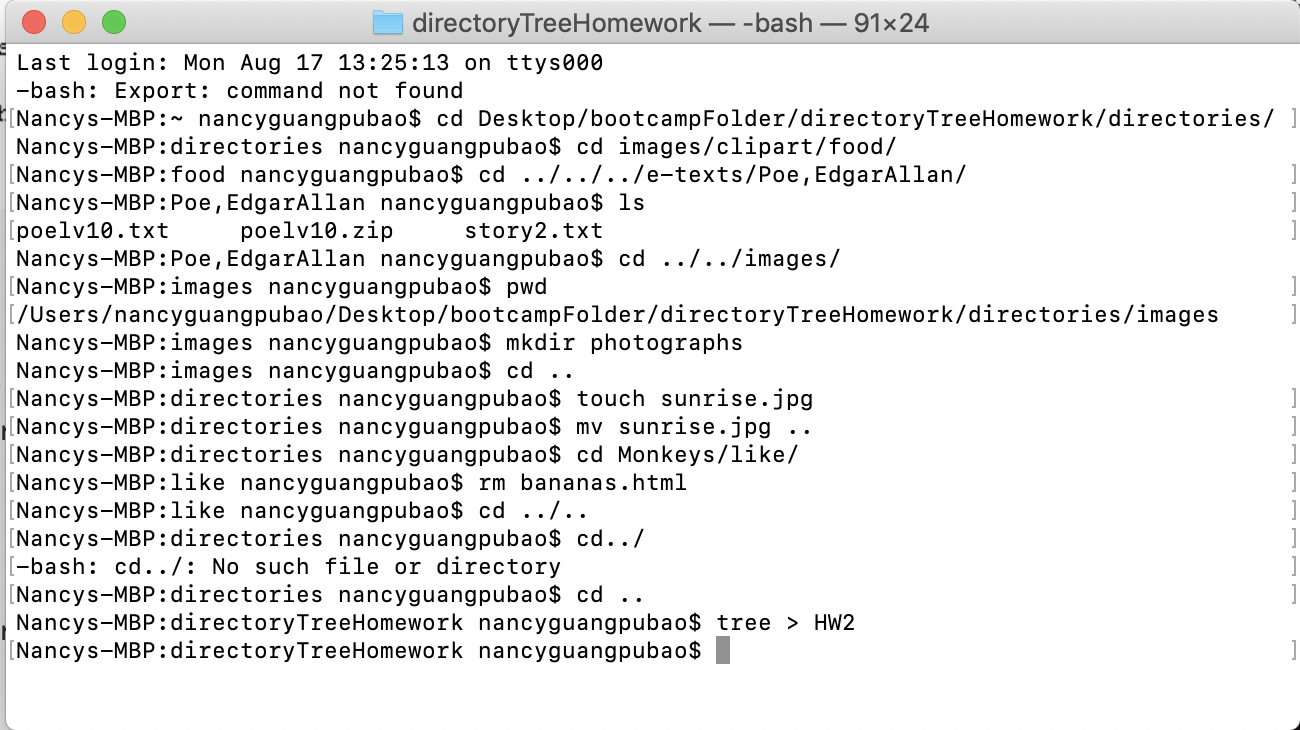 directoryTreeHomework — -bash — 91×24
Last login: Mon Aug 17 13:25:13 on ttys000
-bash: Export: command not found
[Nancys-MBP:~ nancyguangpubao$ cd Desktop/bootcampFolder/directoryTreeHomework/directories/ ]
Nancys-MBP:directories nancyguangpubao$ cd images/clipart/food/
[Nancys-MBP:food nancyguangpubao$ cd ../../../e-texts/Poe,EdgarAllan/ ]
[Nancys-MBP:Poe,EdgarAllan nancyguangpubao$ ls ]
[poelv10.txt     poelv10.zip     story2.txt ]
Nancys-MBP:Poe,EdgarAllan nancyguangpubao$ cd ../../images/
[Nancys-MBP:images nancyguangpubao$ pwd ]
[/Users/nancyguangpubao/Desktop/bootcampFolder/directoryTreeHomework/directories/images ]
Nancys-MBP:images nancyguangpubao$ mkdir photographs
Nancys-MBP:images nancyguangpubao$ cd ..
[Nancys-MBP:directories nancyguangpubao$ touch sunrise.jpg ]
[Nancys-MBP:directories nancyguangpubao$ mv sunrise.jpg .. ]
[Nancys-MBP:directories nancyguangpubao$ cd Monkeys/like/ ]
[Nancys-MBP:like nancyguangpubao$ rm bananas.html ]
[Nancys-MBP:like nancyguangpubao$ cd ../.. ]
[Nancys-MBP:directories nancyguangpubao$ cd../ ]
[-bash: cd../: No such file or directory ]
[Nancys-MBP:directories nancyguangpubao$ cd .. ]
Nancys-MBP:directoryTreeHomework nancyguangpubao$ tree > HW2
[Nancys-MBP:directoryTreeHomework nancyguangpubao$ ]